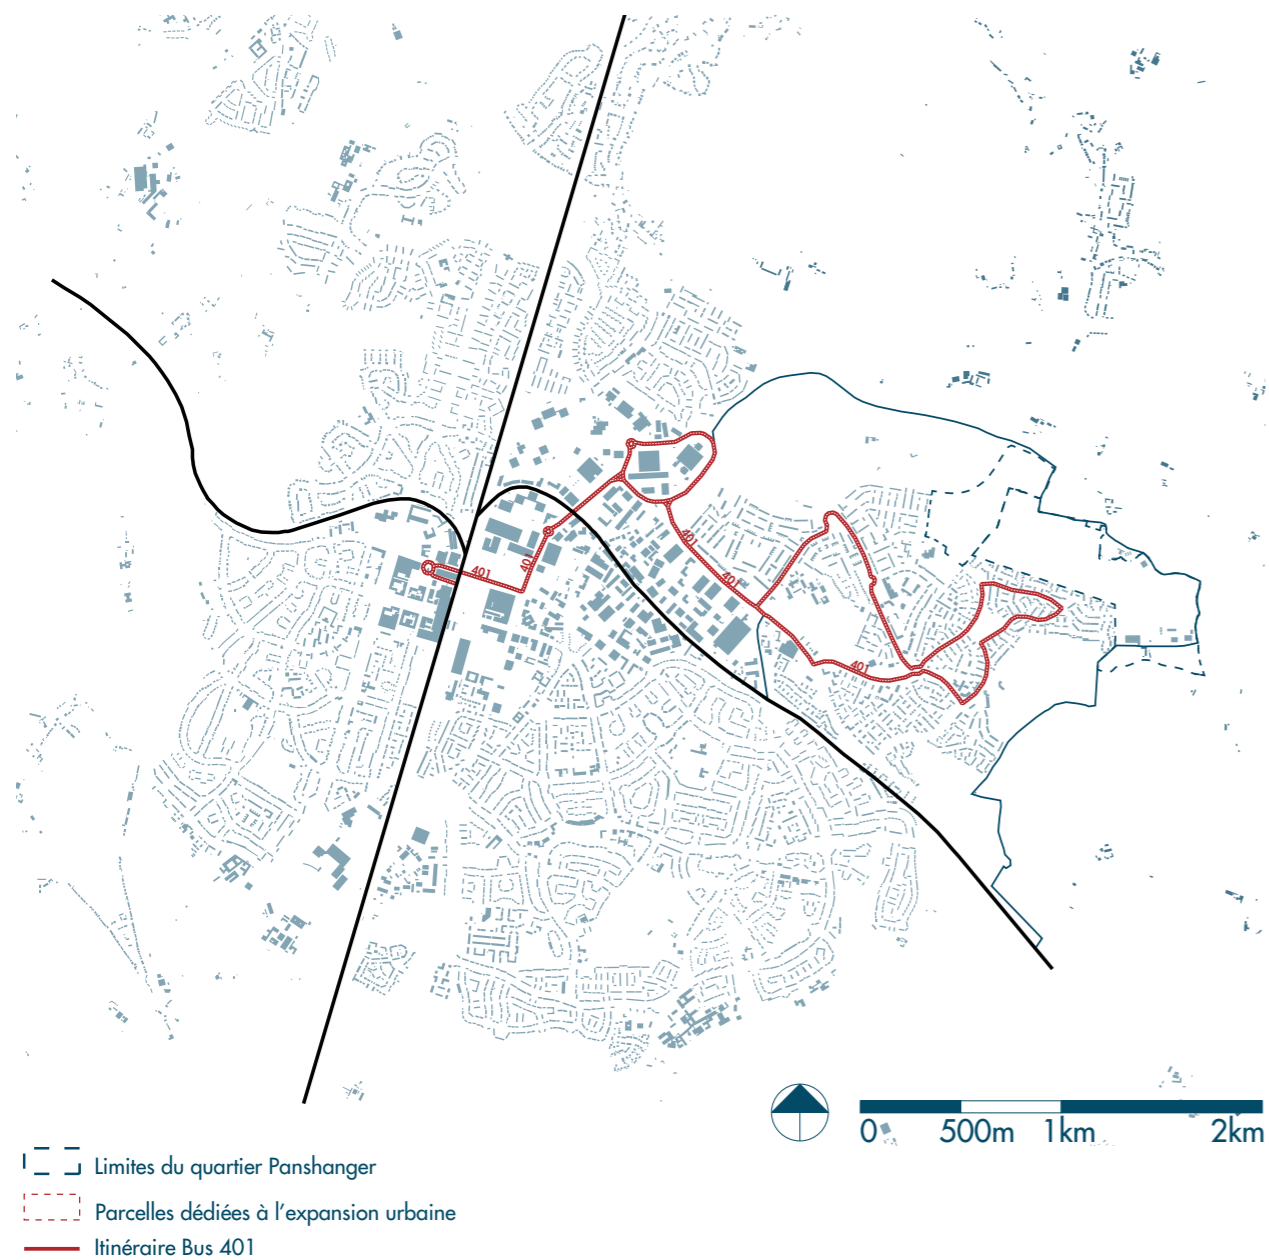 401
401
401
401
401
0 500m 1km 2km
Limites du quartier Panshanger
Parcelles dédiées à l'expansion urbaine
Itinéraire Bus 401